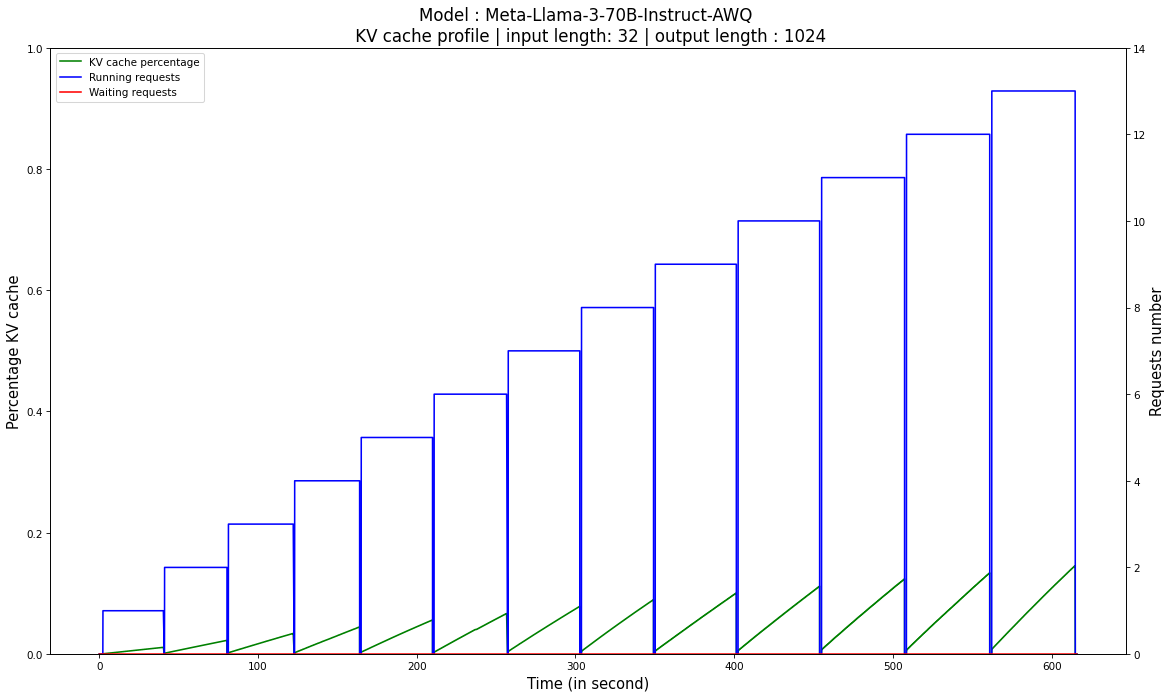 Model : Meta-Llama-3-70B-Instruct-AWQ
KV cache profile | input length: 32 | output length : 1024
KV cache percentage
Running requests
Waiting requests
Percentage KV cache
1.0
0.8
0.6
0.4
0.2
0.0
14
12
10
8
6
4
2
0
Requests number
0 100 200 300 400 500 600
Time (in second)